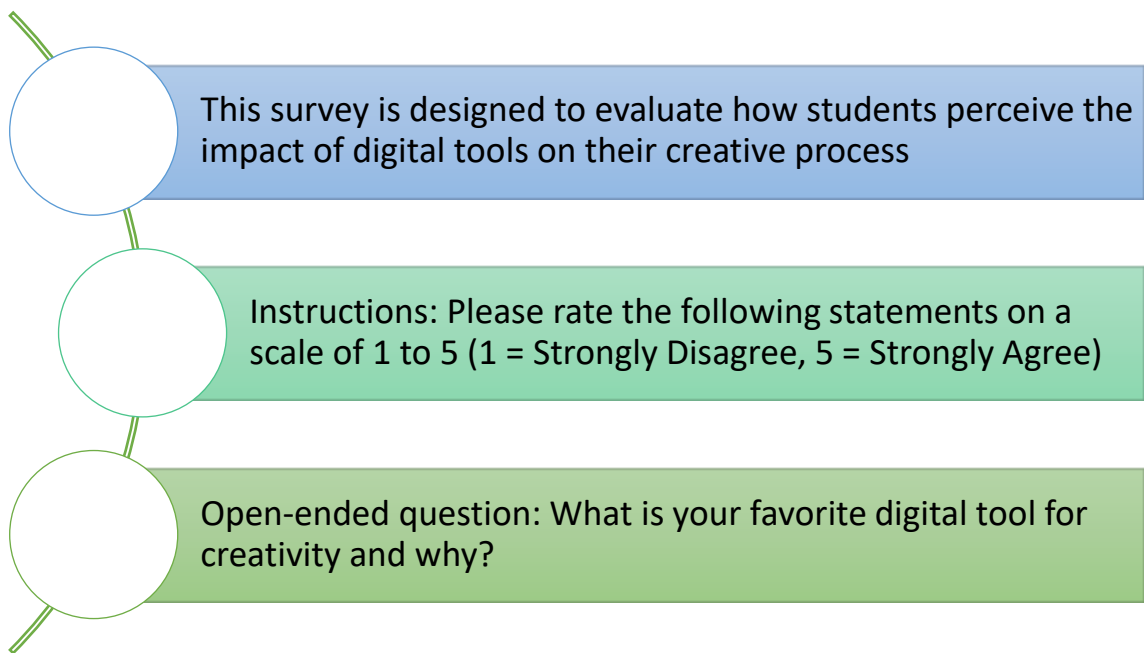 This survey is designed to evaluate how students perceive the
impact of digital tools on their creative process
Instructions: Please rate the following statements on a
scale of 1 to 5 (1 = Strongly Disagree, 5 = Strongly Agree)
Open-ended question: What is your favorite digital tool for
creativity and why?